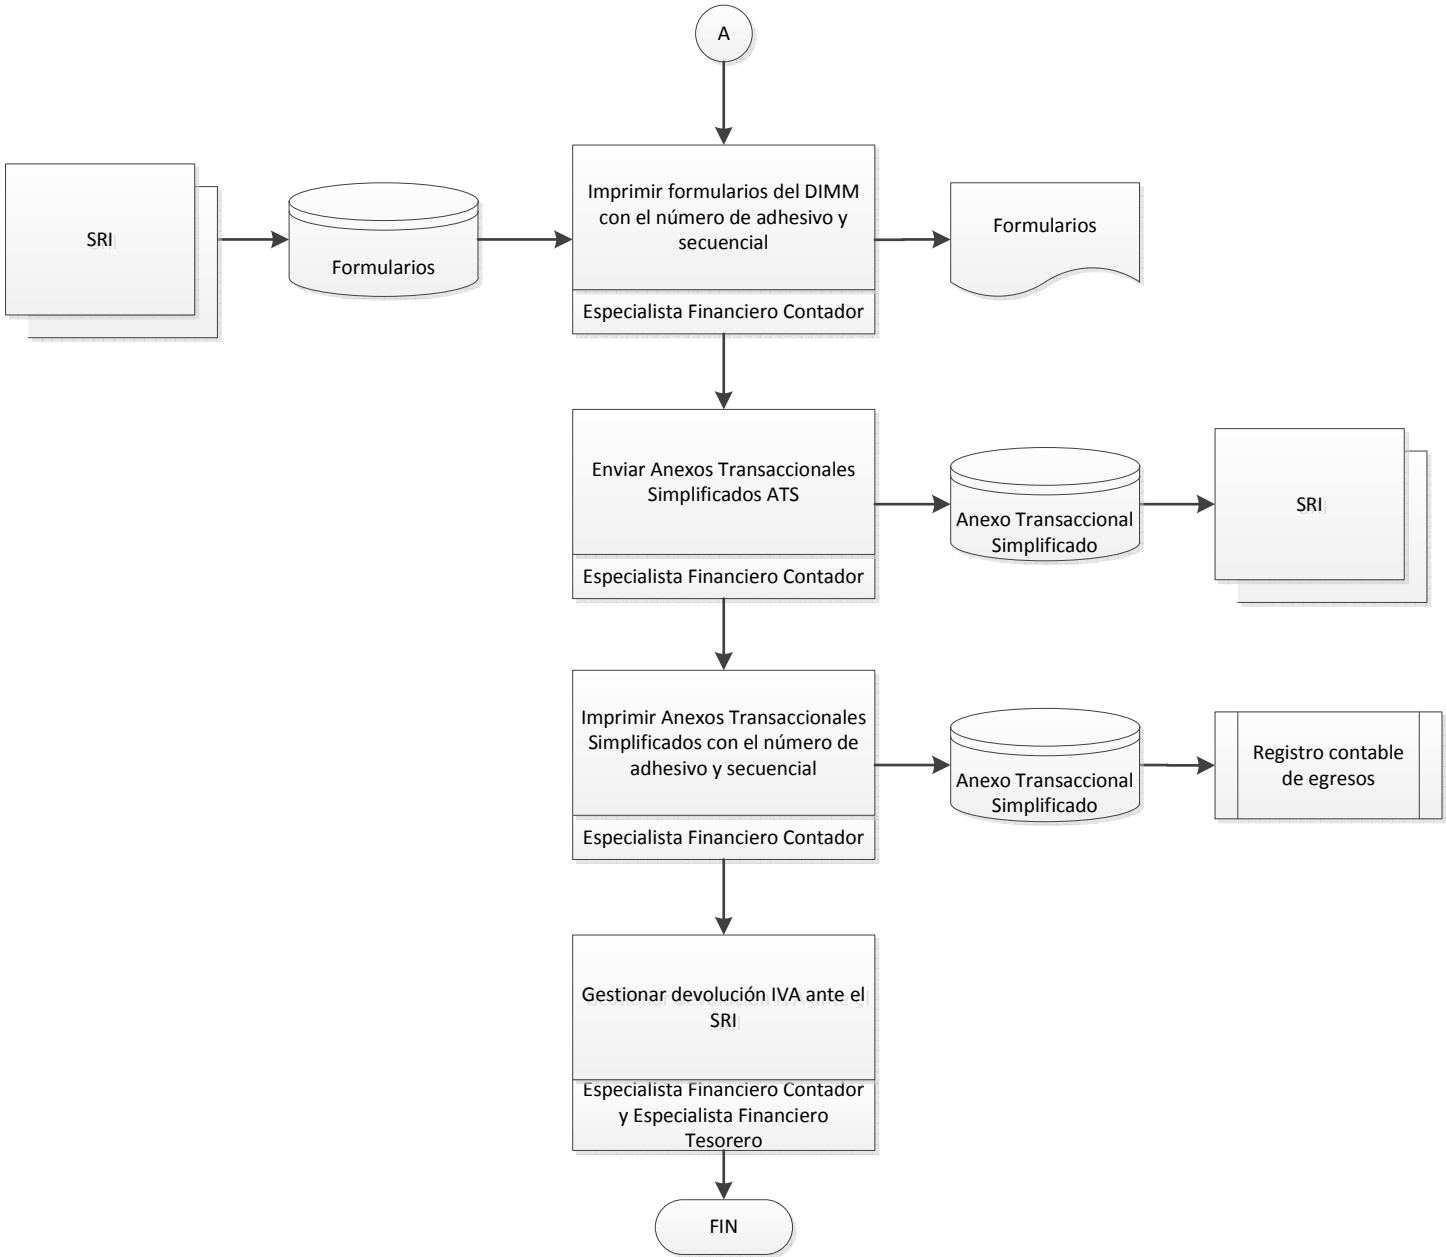 A
SRI
Formularios
Imprimir formularios del DIMM
con el número de adhesivo y
secuencial
Especialista Financiero Contador
Formularios
Enviar Anexos Transaccionales
Simplificados ATS
Especialista Financiero Contador
Anexo Transaccional
Simplificado
SRI
Imprimir Anexos Transaccionales
Simplificados con el número de
adhesivo y secuencial
Especialista Financiero Contador
Anexo Transaccional
Simplificado
Registro contable
de egresos
Gestionar devolución IVA ante el
SRI
Especialista Financiero Contador
y Especialista Financiero
Tesorero
FIN